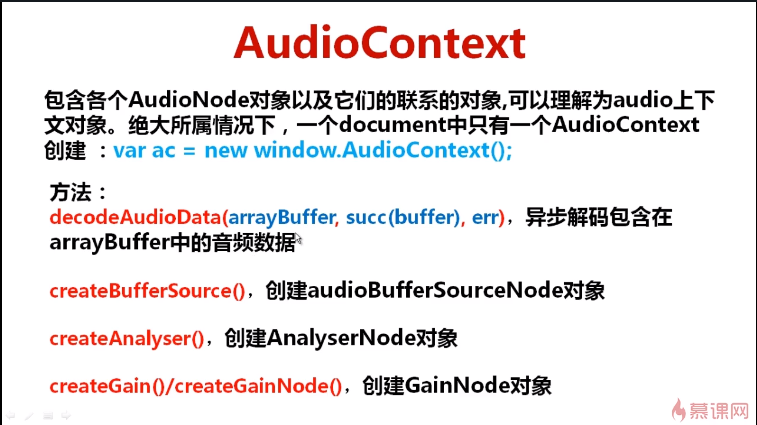 AudioContext
包含各个AudioNode对象以及它们的联系的对象,可以理解为audio上下
文对象。绝大所属情况下，一个document中只有一个AudioContext
创建 ：var ac = new window.AudioContext();
方法：
decodeAudioData(arrayBuffer, succ(buffer), err)，异步解码包含在
arrayBuffer中的音频数据
createBufferSource()，创建audioBufferSourceNode对象
createAnalyser()，创建AnalyserNode对象
createGain()/createGainNode()，创建GainNode对象
慕课网